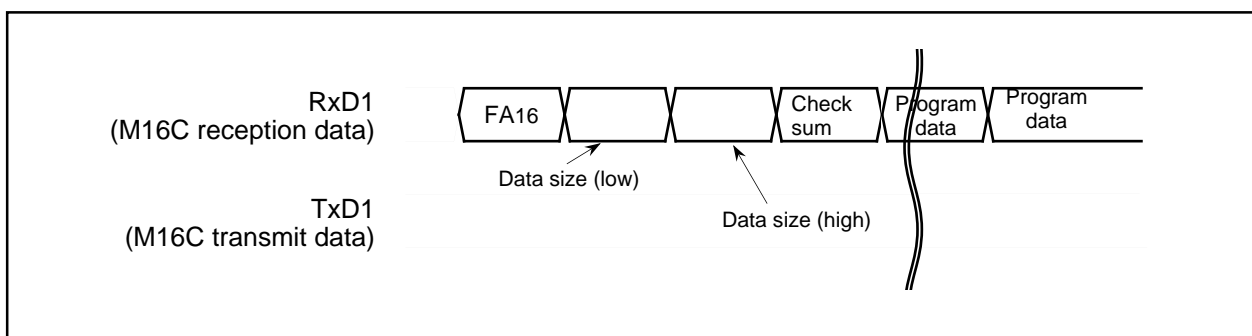 RxD1
(M16C reception data)
FA16
Check
sum
Program
data
Program
data
Data size (low)
Data size (high)
TxD1
(M16C transmit data)